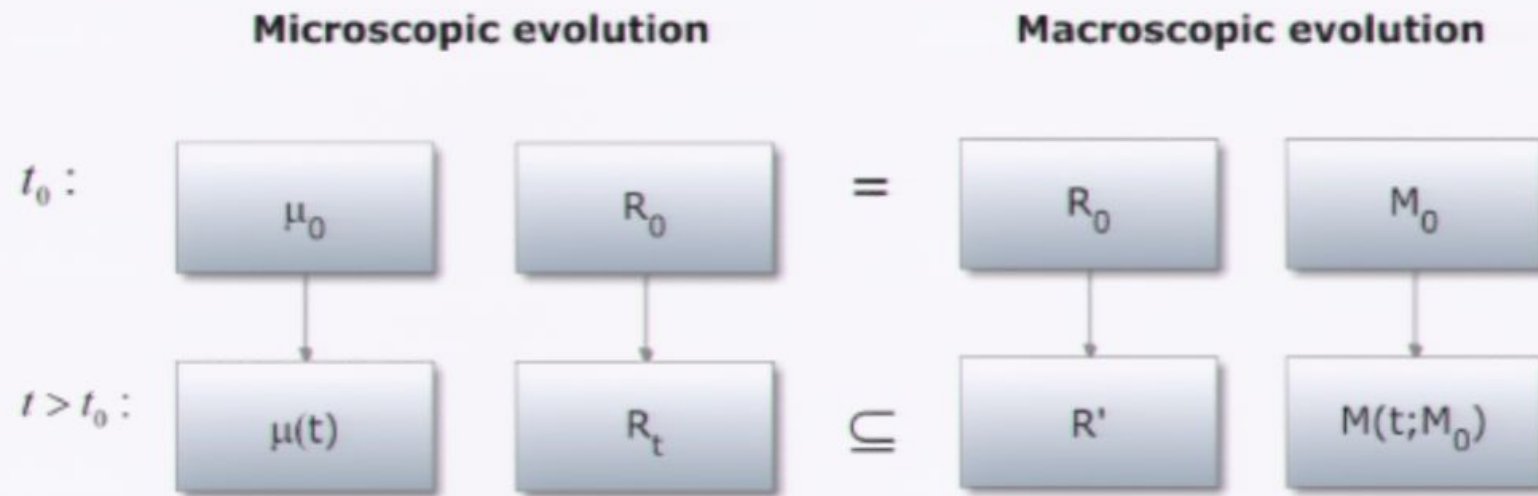 Microscopic evolution Macroscopic evolution
t₀ : μ₀ R₀ = R₀ M₀
t > t₀ : μ(t) Rₜ ⊆ R' M(t;M₀)